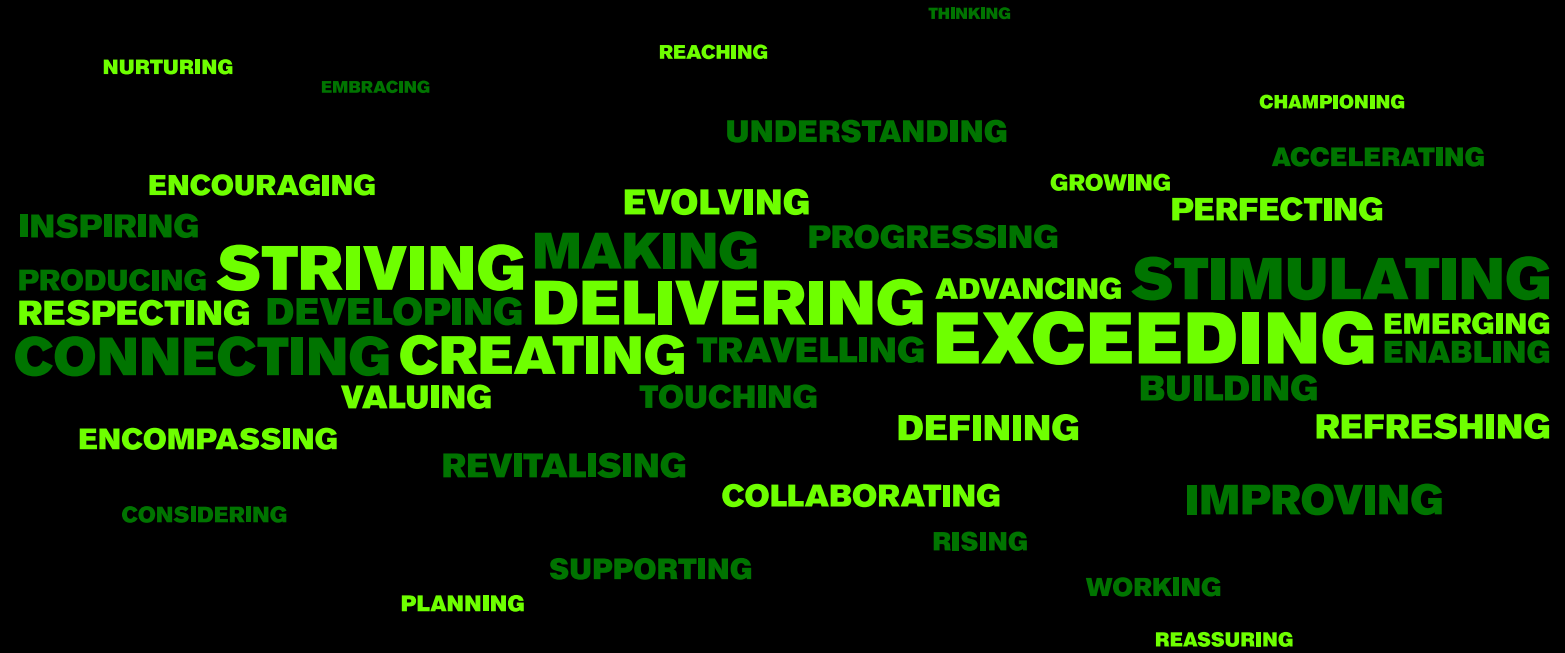 THINKING
REACHING
NURTURING
EMBRACING
CHAMPIONING
UNDERSTANDING
ACCELERATING
ENCOURAGING
GROWING
EVOLVING
PERFECTING
INSPIRING
PROGRESSING
MAKING
STRIVING
PRODUCING
STIMULATING
ADVANCING
DELIVERING
RESPECTING
DEVELOPING
EMERGING
EXCEEDING
CONNECTING
CREATING
TRAVELLING
ENABLING
BUILDING
VALUING
TOUCHING
DEFINING
REFRESHING
ENCOMPASSING
REVITALISING
COLLABORATING
IMPROVING
CONSIDERING
RISING
SUPPORTING
WORKING
PLANNING
REASSURING